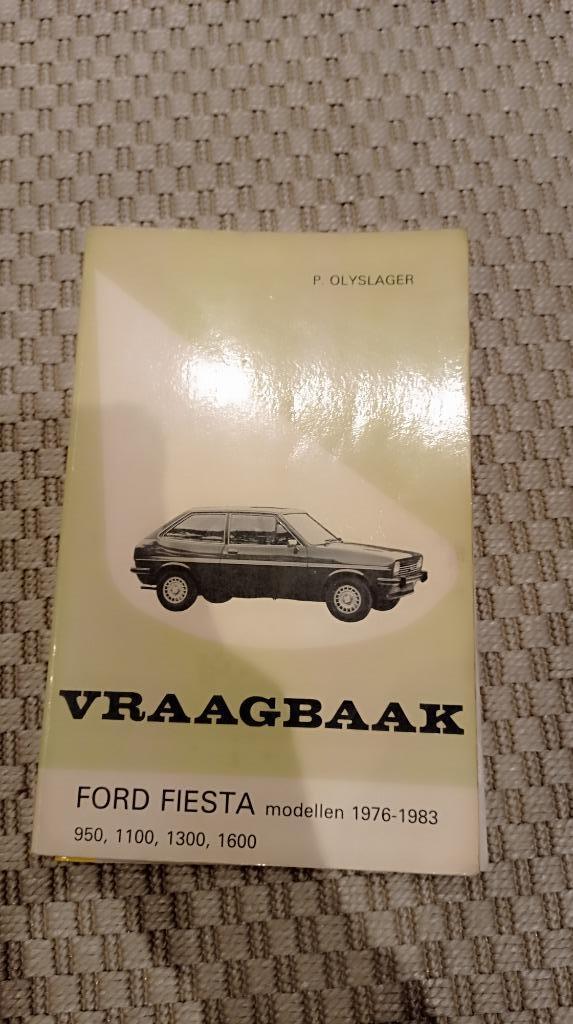 P. OLYSLAGER
VRAAGBAAK
FORD FIESTA modellen 1976-1983
950, 1100, 1300, 1600